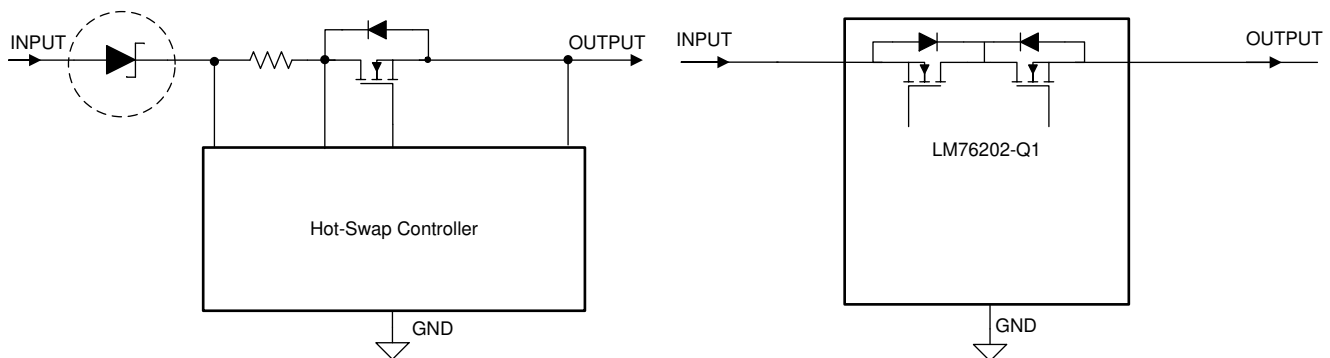 INPUT
OUTPUT
Hot-Swap Controller
GND
INPUT
OUTPUT
LM76202-Q1
GND